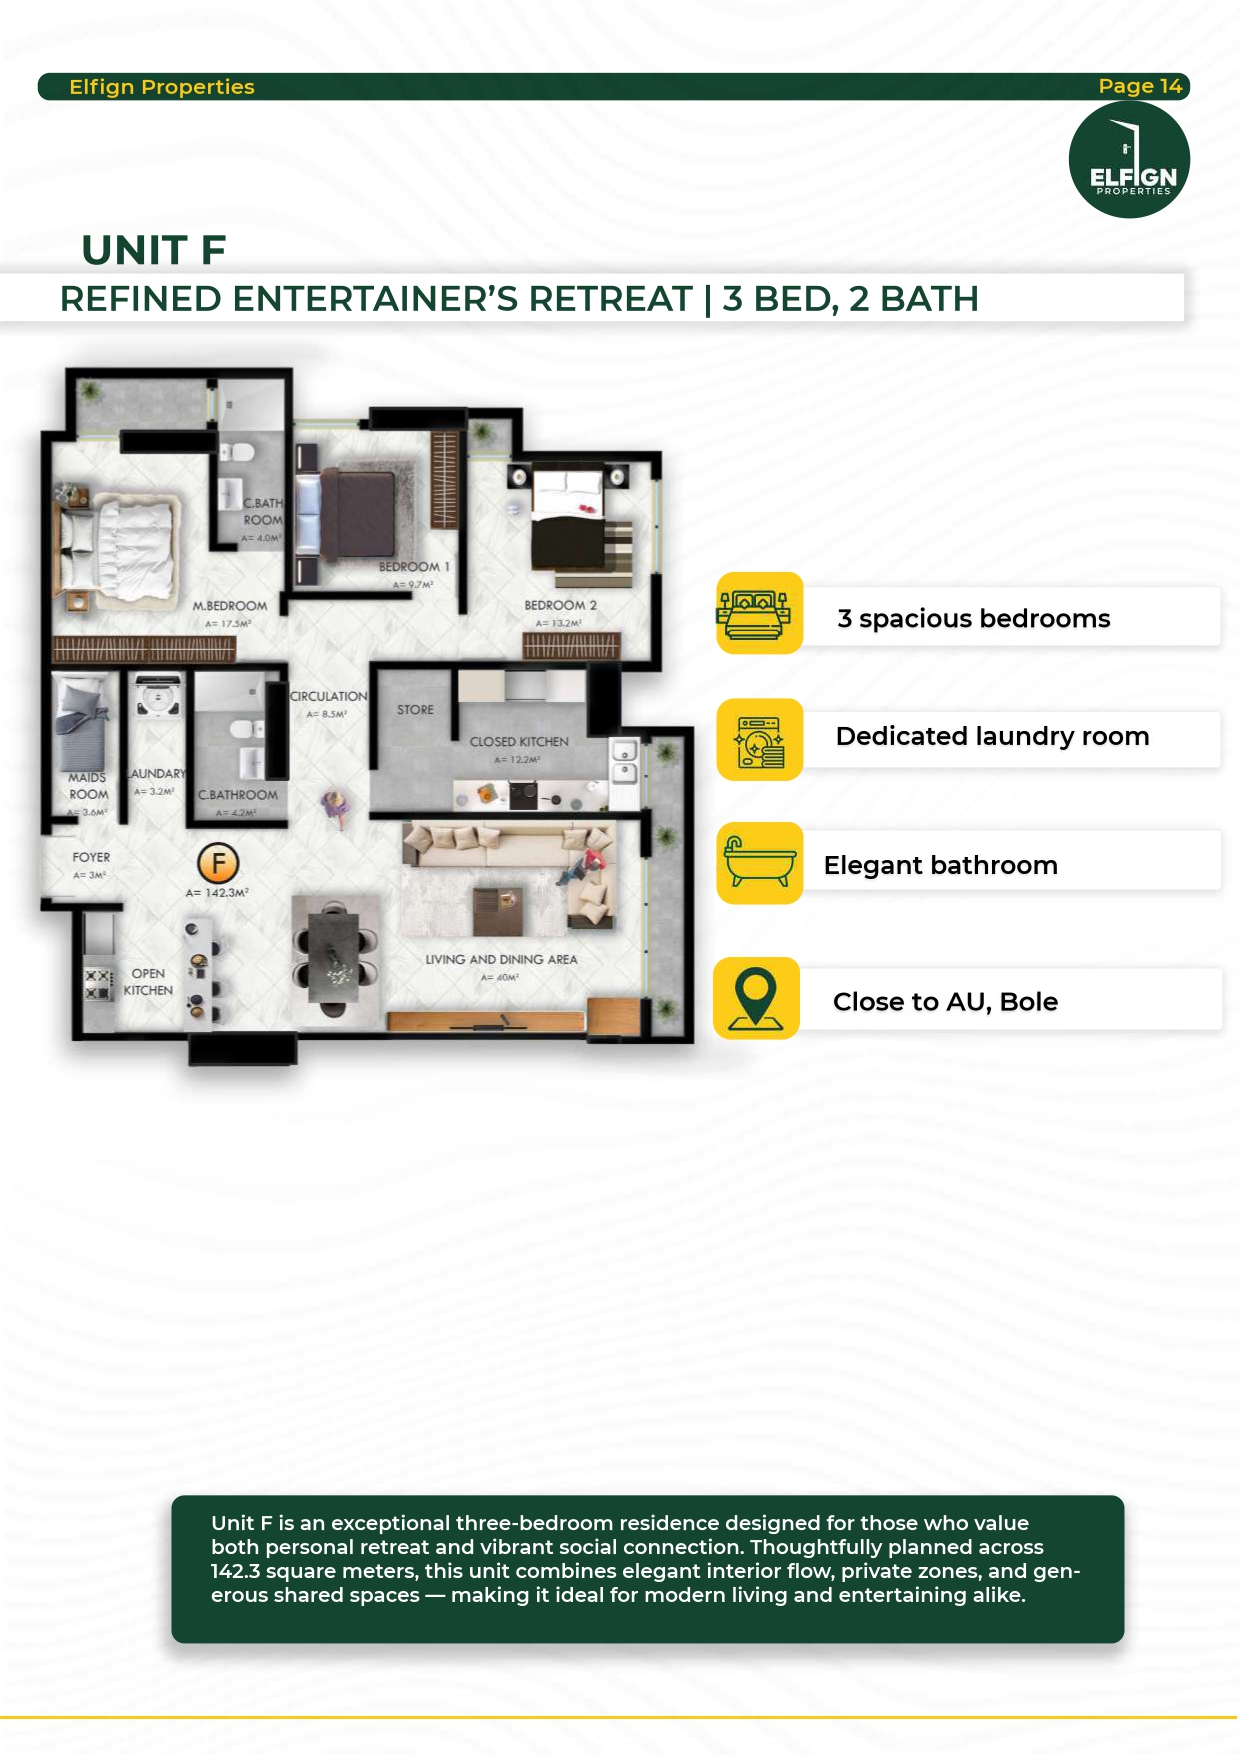 Elfign Properties
Page 14
ELFIGN
PROPERTIES
UNIT F
REFINED ENTERTAINER’S RETREAT | 3 BED, 2 BATH
C.BATH
ROOM
A= 4.0M²
BEDROOM 1
A= 9.7M²
M.BEDROOM
A= 17.5M²
BEDROOM 2
A= 13.2M²
CIRCULATION
A= 8.5M²
STORE
CLOSED KITCHEN
A= 12.2M²
MAIDS
ROOM
A= 3.6M²
LAUNDARY
A= 3.2M²
C.BATHROOM
A= 4.2M²
FOYER
A= 3M²
F
A= 142.3M²
OPEN
KITCHEN
LIVING AND DINING AREA
A= 40M²
3 spacious bedrooms
Dedicated laundry room
Elegant bathroom
Close to AU, Bole
Unit F is an exceptional three-bedroom residence designed for those who value
both personal retreat and vibrant social connection. Thoughtfully planned across
142.3 square meters, this unit combines elegant interior flow, private zones, and gen-
erous shared spaces — making it ideal for modern living and entertaining alike.